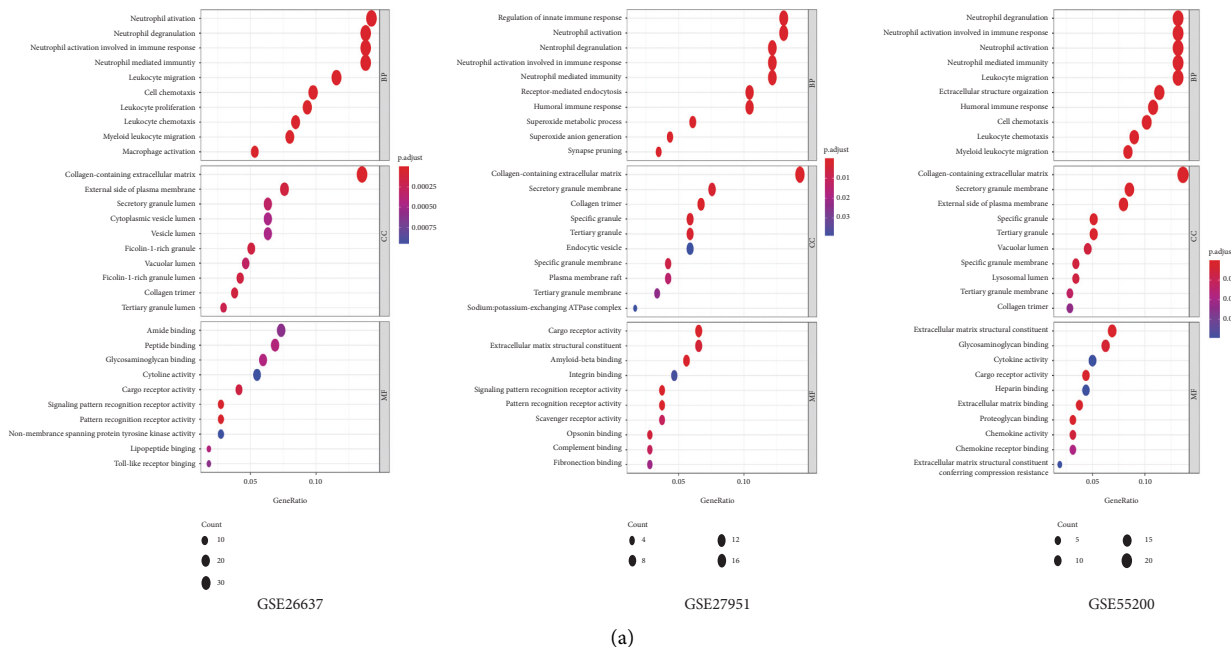 Neutrophil ativation
Neutrophil degranulation
Neutrophil activation involved in immune response
Neutrophil mediated immuntiy
Leukocyte migration
Cell chemotaxis
Leukocyte proliferation
Leukocyte chemotaxis
Myeloid leukocyte migration
Macrophage activation
BP
Collagen-containing extracellular matrix
External side of plasma membrane
Secretory granule lumen
Cytoplasmic vesicle lumen
Vesicle lumen
Ficolin-1-rich granule
Vacuolar lumen
Ficolin-1-rich granule lumen
Collagen trimer
Tertiary granule lumen
CC
Amide binding
Peptide binding
Glycosaminoglycan binding
Cytoline activity
Cargo receptor activity
Signaling pattern recognition receptor activity
Pattern recognition receptor activity
Non-membrance spanning protein tyrosine kinase activity
Lipopeptide binging
Toll-like receptor binging
MF
0.05
0.10
GeneRatio
p.adjust
0.00025
0.00050
0.00075
Count
10
20
30
GSE26637
Regulation of innate immune response
Neutrophil activation
Nentrophil degranulation
Neutrophil activation involved in immune response
Neutrophil mediated immunity
Receptor-mediated endocytosis
Humoral immune response
Superoxide metabolic process
Superoxide anion generation
Synapse pruning
BP
Collagen-containing extracellular matrix
Secretory granule membrane
Collagen trimer
Specific granule
Tertiary granule
Endocytic vesicle
Specific granule membrane
Plasma membrane raft
Tertiary granule membrane
Sodium:potassium-exchanging ATPase complex
CC
Cargo receptor activity
Extracellular matix structural constituent
Amyloid-beta binding
Integrin binding
Signaling pattern recognition receptor activity
Pattern recognition receptor activity
Scavenger receptor activity
Opsonin binding
Complement binding
Fibronection binding
MF
0.05
0.10
GeneRatio
p.adjust
0.01
0.02
0.03
Count
4
8
12
16
GSE27951
Neutrophil degranulation
Neutrophil activation involved in immune response
Neutrophil activation
Neutrophil mediated immunity
Leukocyte migration
Ectracellular structure orgaization
Humoral immune response
Cell chemotaxis
Leukocyte chemotaxis
Myeloid leukocyte migration
BP
Collagen-containing extracellular matrix
Secretory granule membrane
External side of plasma membrane
Specific granule
Tertiary granule
Vacuolar lumen
Specific granule membrane
Lysosomal lumen
Tertiary granule membrane
Collagen trimer
CC
Extracellular matrix structural constituent
Glycosaminoglycan binding
Cytokine activity
Cargo receptor activity
Heparin binding
Extracellular matrix binding
Proteoglycan binding
Chemokine activity
Chemokine receptor binding
Extracellular matrix structural constituent
conferring compression resistance
MF
0.05
0.10
GeneRatio
p.adjus
0.0
0.0
0.0
Count
5
10
15
20
GSE55200
(a)